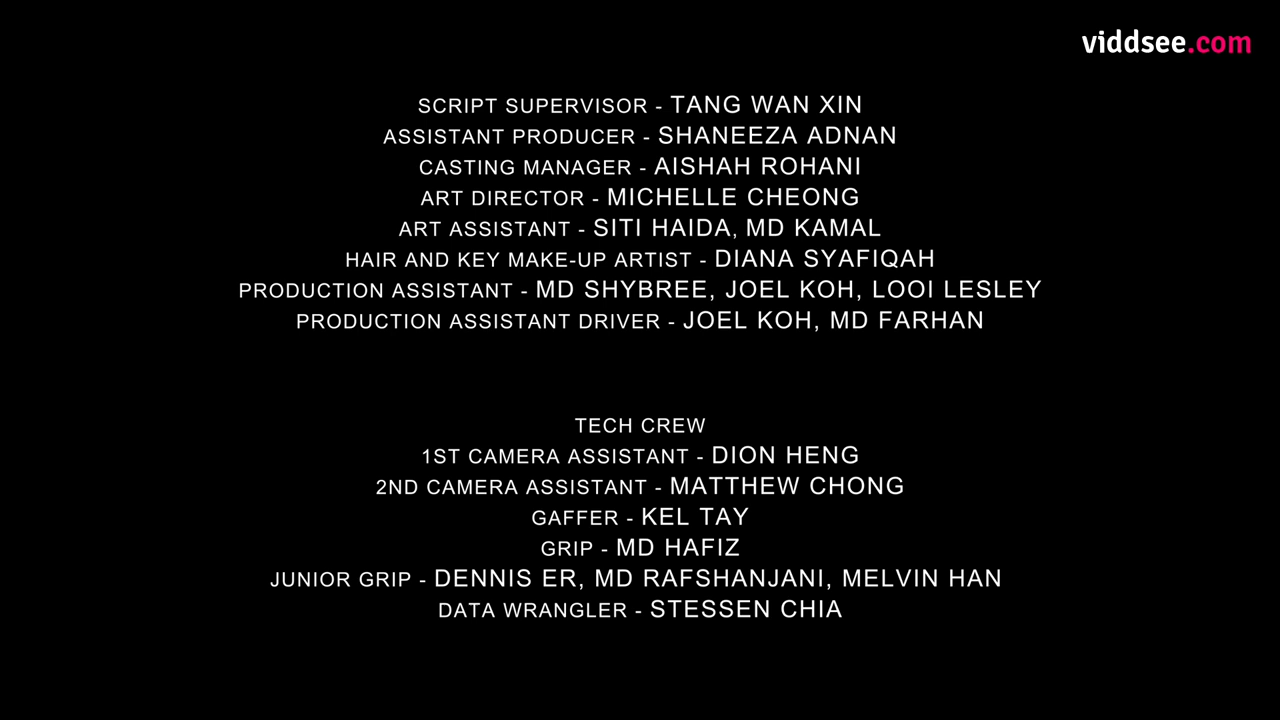 viddsee.com
SCRIPT SUPERVISOR - TANG WAN XIN
ASSISTANT PRODUCER - SHANEEZA ADNAN
CASTING MANAGER - AISHAH ROHANI
ART DIRECTOR - MICHELLE CHEONG
ART ASSISTANT - SITI HAIDA, MD KAMAL
HAIR AND KEY MAKE-UP ARTIST - DIANA SYAFIQAH
PRODUCTION ASSISTANT - MD SHYBREE, JOEL KOH, LOOI LESLEY
PRODUCTION ASSISTANT DRIVER - JOEL KOH, MD FARHAN
TECH CREW
1ST CAMERA ASSISTANT - DION HENG
2ND CAMERA ASSISTANT - MATTHEW CHONG
GAFFER - KEL TAY
GRIP - MD HAFIZ
JUNIOR GRIP - DENNIS ER, MD RAFSHANJANI, MELVIN HAN
DATA WRANGLER - STESSEN CHIA